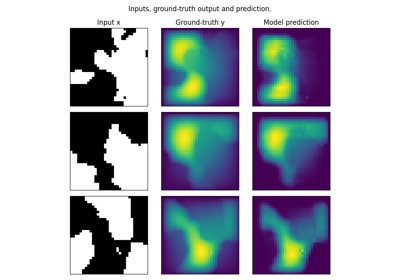 Inputs, ground-truth output and prediction.
Input x
Ground-truth y
Model prediction